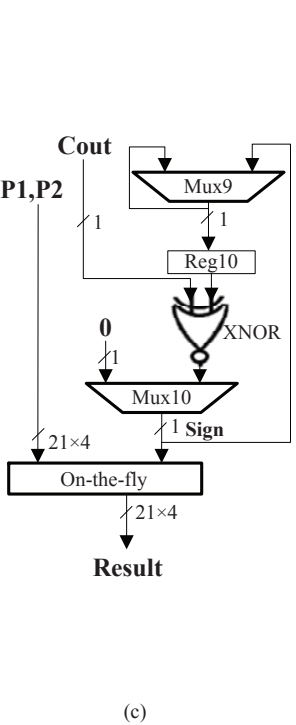 Cout
Mux9
P1,P2
1
1
Reg10
0
XNOR
1
Mux10
1 Sign
21×4
On-the-fly
21×4
Result
(c)